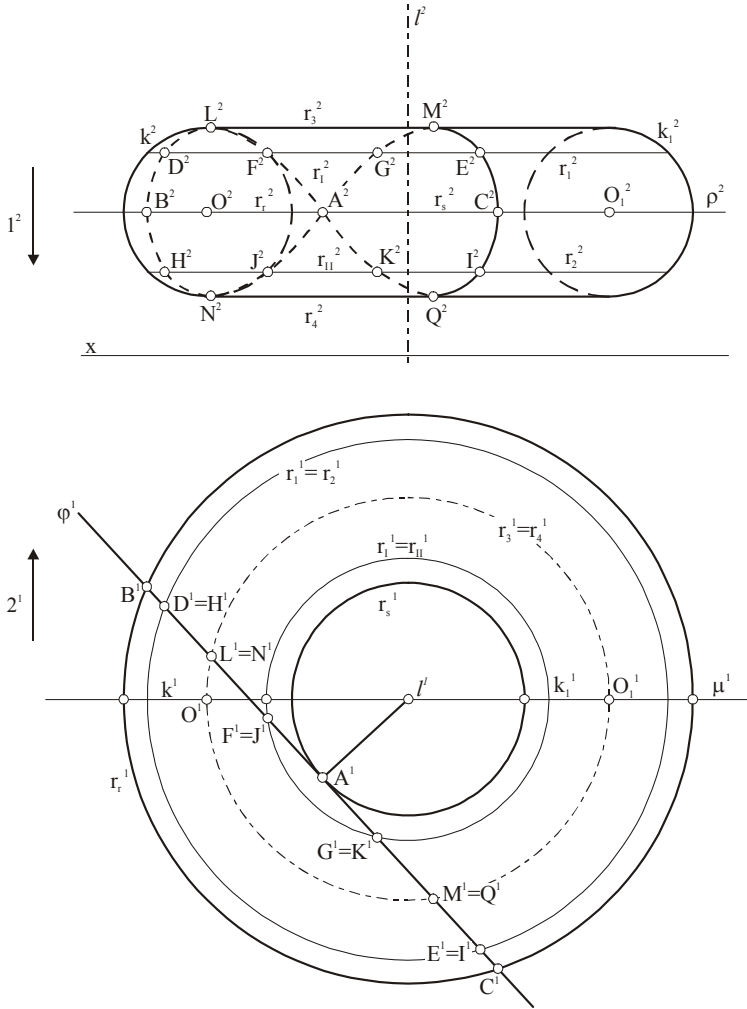 l²
L² r₃² M²
k² k₁²
D² F² r_I² G² E² r₁²
B² O² r_r² A² r_s² C² O₁² ρ²
l²
H² J² r_II² K² I² r₂²
N² r₄² Q²
x
r₁¹=r₂¹
φ¹ r₃¹=r₄¹
r_I¹=r_II¹
B¹ D¹=H¹ r_s¹
2¹
L¹=N¹
k¹ l¹ k₁¹ O₁¹ μ¹
O¹
F¹=J¹
r_r¹ A¹
G¹=K¹
M¹=Q¹
E¹=I¹
C¹